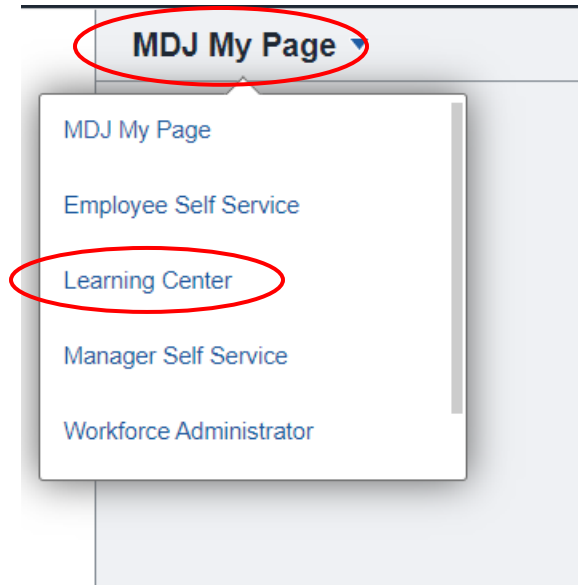 MDJ My Page
MDJ My Page
Employee Self Service
Learning Center
Manager Self Service
Workforce Administrator